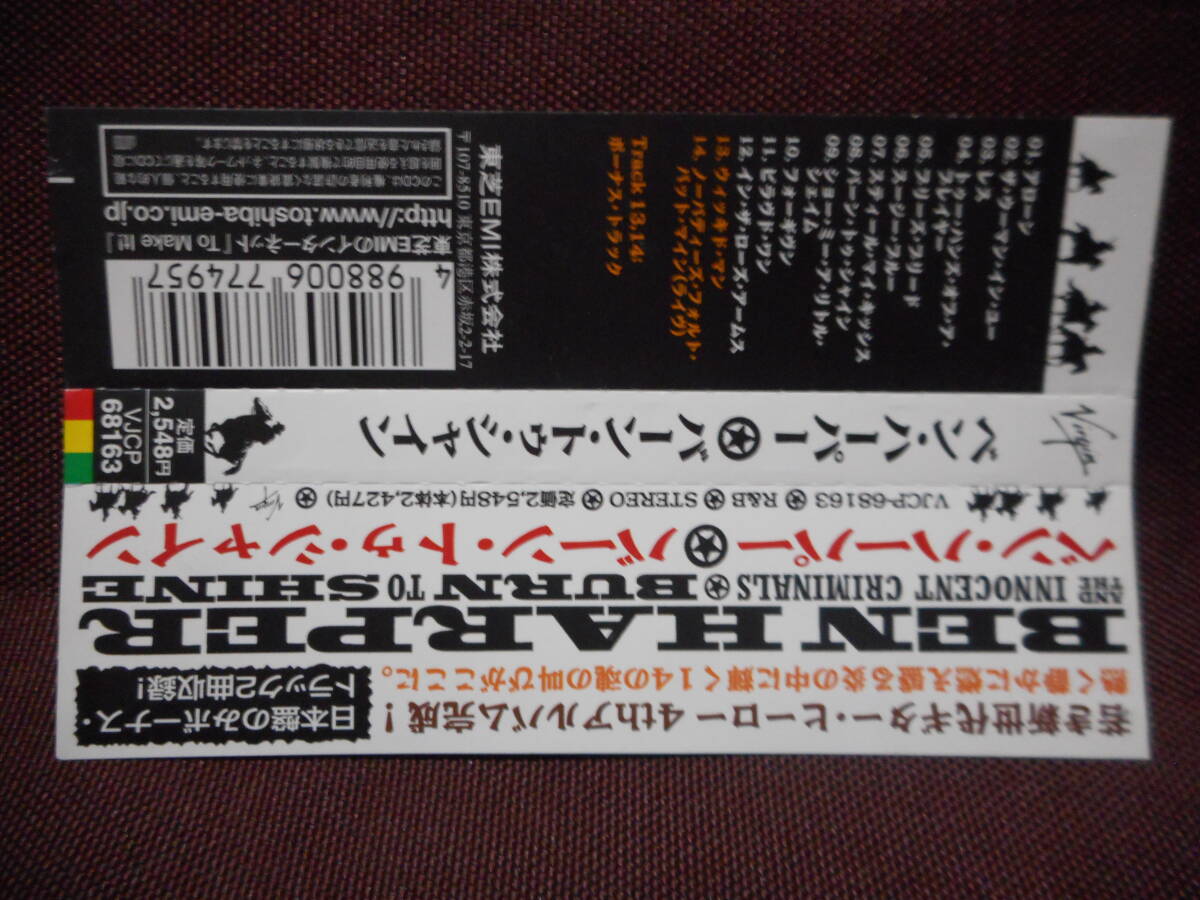 若き新世代ギター・ヒーロー 4thアルバム完成!
熱く静かに燃え盛る炎の中に輝く14の魂の叫びがここに。
日本盤のみボーナス・
トラック2曲収録!
BEN HARPER
AND THE INNOCENT CRIMINALS BURN TO SHINE
ベン・ハーパー バーン・トゥ・シャイン
VJCP-68163 R&B STEREO 定価2,548円(本体2,427円) Virgin
Virgin
ベン・ハーパー バーン・トゥ・シャイン
定価
2,548円
VJCP
68163
01. アローン
02. ザ・ウーマン・イン・ユー
03. レス
04. トゥー・ハンズ・オブ・ア・
プレイヤー
05. プリーズ・ブリード
06. スージー・ブルー
07. スティール・マイ・キッシズ
08. バーン・トゥ・シャイン
09. ショー・ミー・ア・リトル・
シェイム
10. フォーギヴン
11. ビラヴド・ワン
12. イン・ザ・ローズ・アームズ
13. ウィッキド・マン
14. ノーバディーズ・フォルト・
バット・マイン(ライヴ)
Track 13,14:
ボーナス・トラック
東芝EMI株式会社
〒107-8510 東京都港区赤坂2-2-17
4 988006 774957
東芝EMIのインターネット『To Make It!』
http://www.toshiba-emi.co.jp